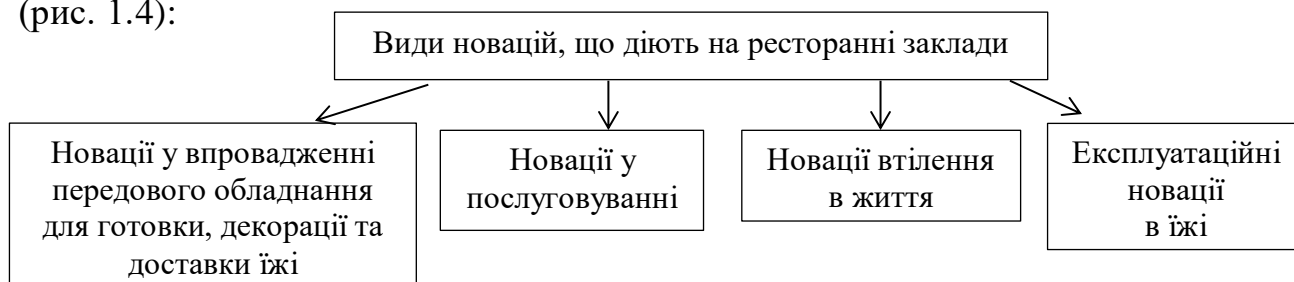 (рис. 1.4):
Види новацій, що діють на ресторанні заклади
Новації у впровадженні
передового обладнання
для готовки, декорації та
доставки їжі
Новації у
послуговуванні
Новації втілення
в життя
Експлуатаційні
новації
в їжі